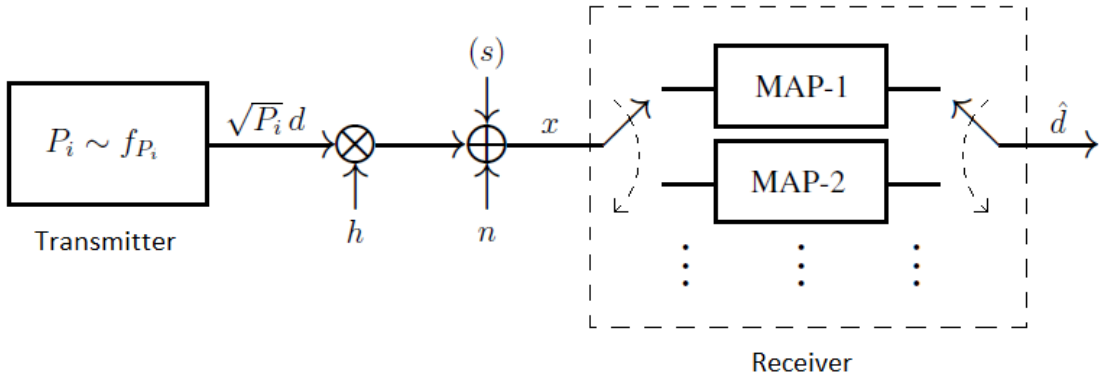 (s)
P_i ∼ f_{P_i}
√P_i d
x
d̂
h
n
MAP-1
MAP-2
Transmitter
Receiver